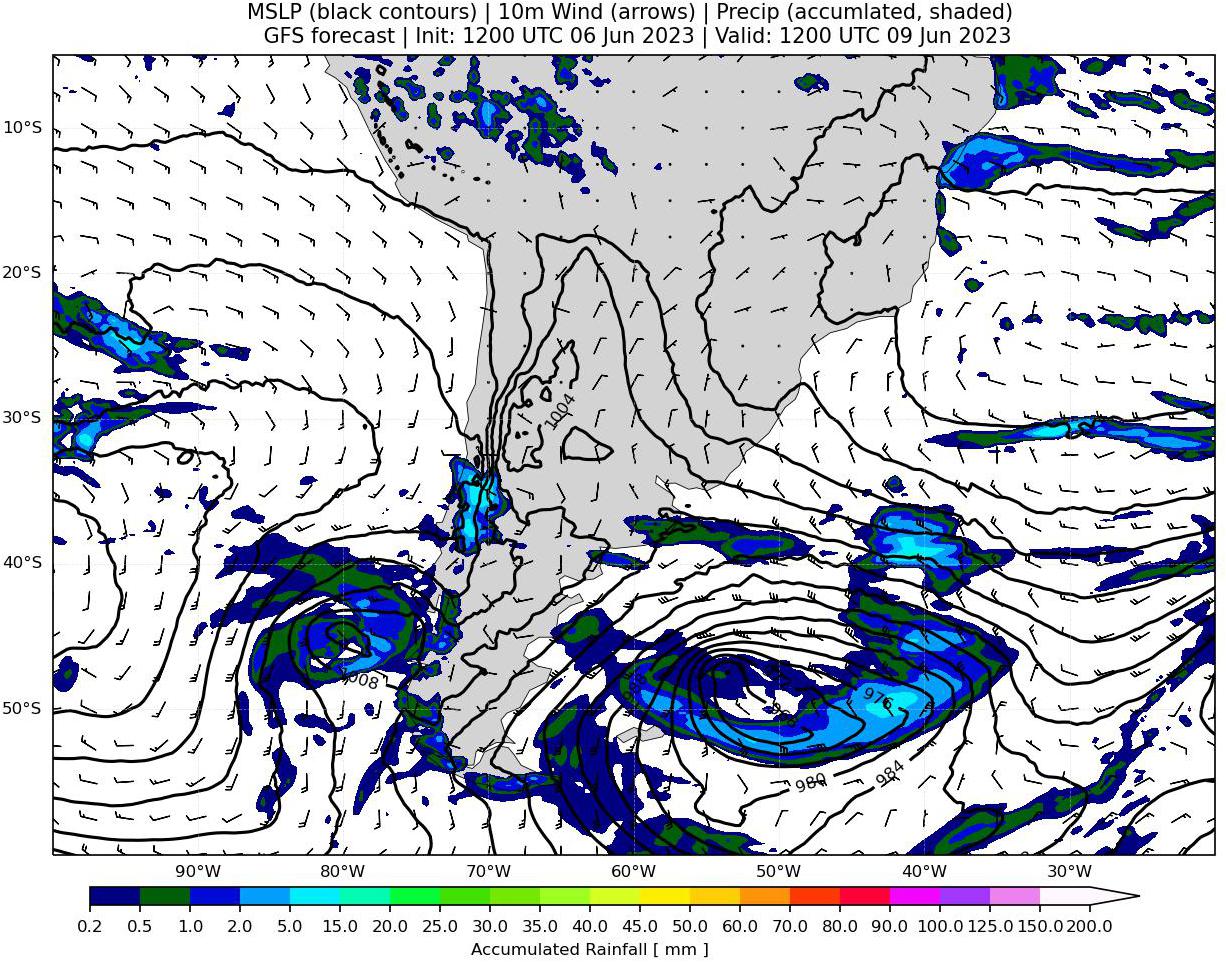 MSLP (black contours) | 10m Wind (arrows) | Precip (accumlated, shaded)
GFS forecast | Init: 1200 UTC 06 Jun 2023 | Valid: 1200 UTC 09 Jun 2023
10°S
20°S
1004
30°S
40°S
1008
976
50°S
980
984
90°W 80°W 70°W 60°W 50°W 40°W 30°W
0.2 0.5 1.0 2.0 5.0 10.0 15.0 20.0 25.0 30.0 35.0 40.0 45.0 50.0 60.0 70.0 80.0 90.0 100.0 125.0 150.0 200.0
Accumulated Rainfall [ mm ]